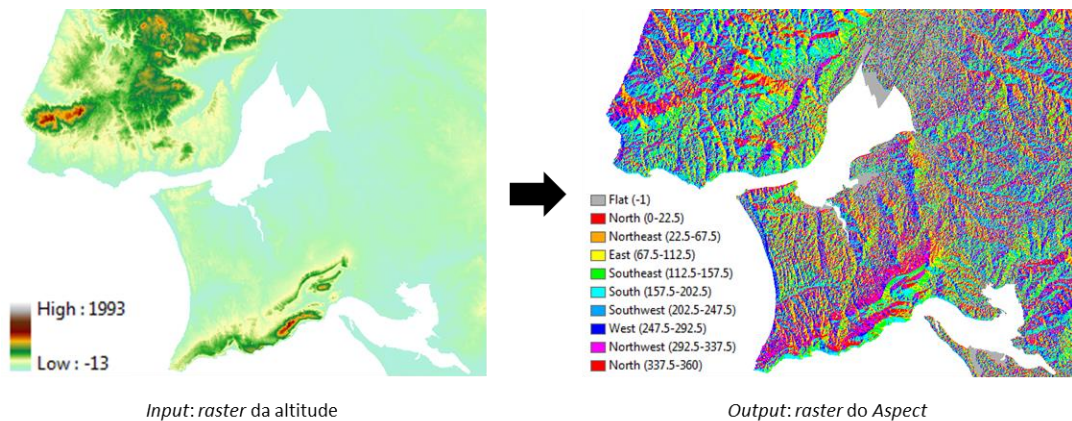 High : 1993
Low : -13
Flat (-1)
North (0-22.5)
Northeast (22.5-67.5)
East (67.5-112.5)
Southeast (112.5-157.5)
South (157.5-202.5)
Southwest (202.5-247.5)
West (247.5-292.5)
Northwest (292.5-337.5)
North (337.5-360)
Input: raster da altitude
Output: raster do Aspect